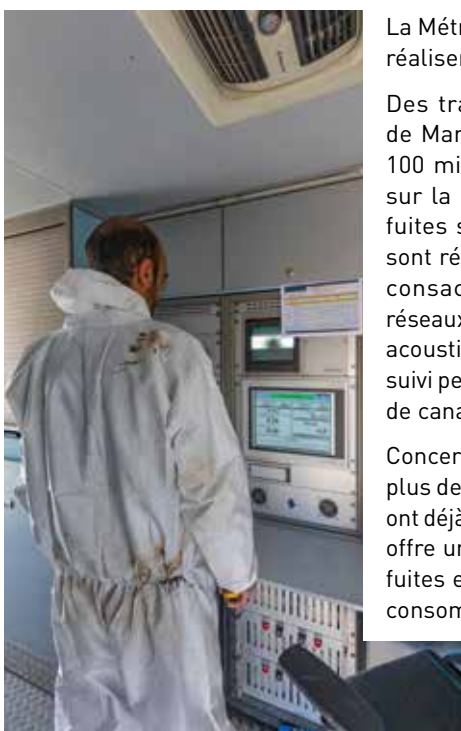 La Métr
réaliser
Des tra
de Mar
100 mi
sur la
fuites s
sont ré
consac
réseaux
acousti
suivi pe
de cana
Concer
plus de
ont déjà
offre un
fuites e
consom